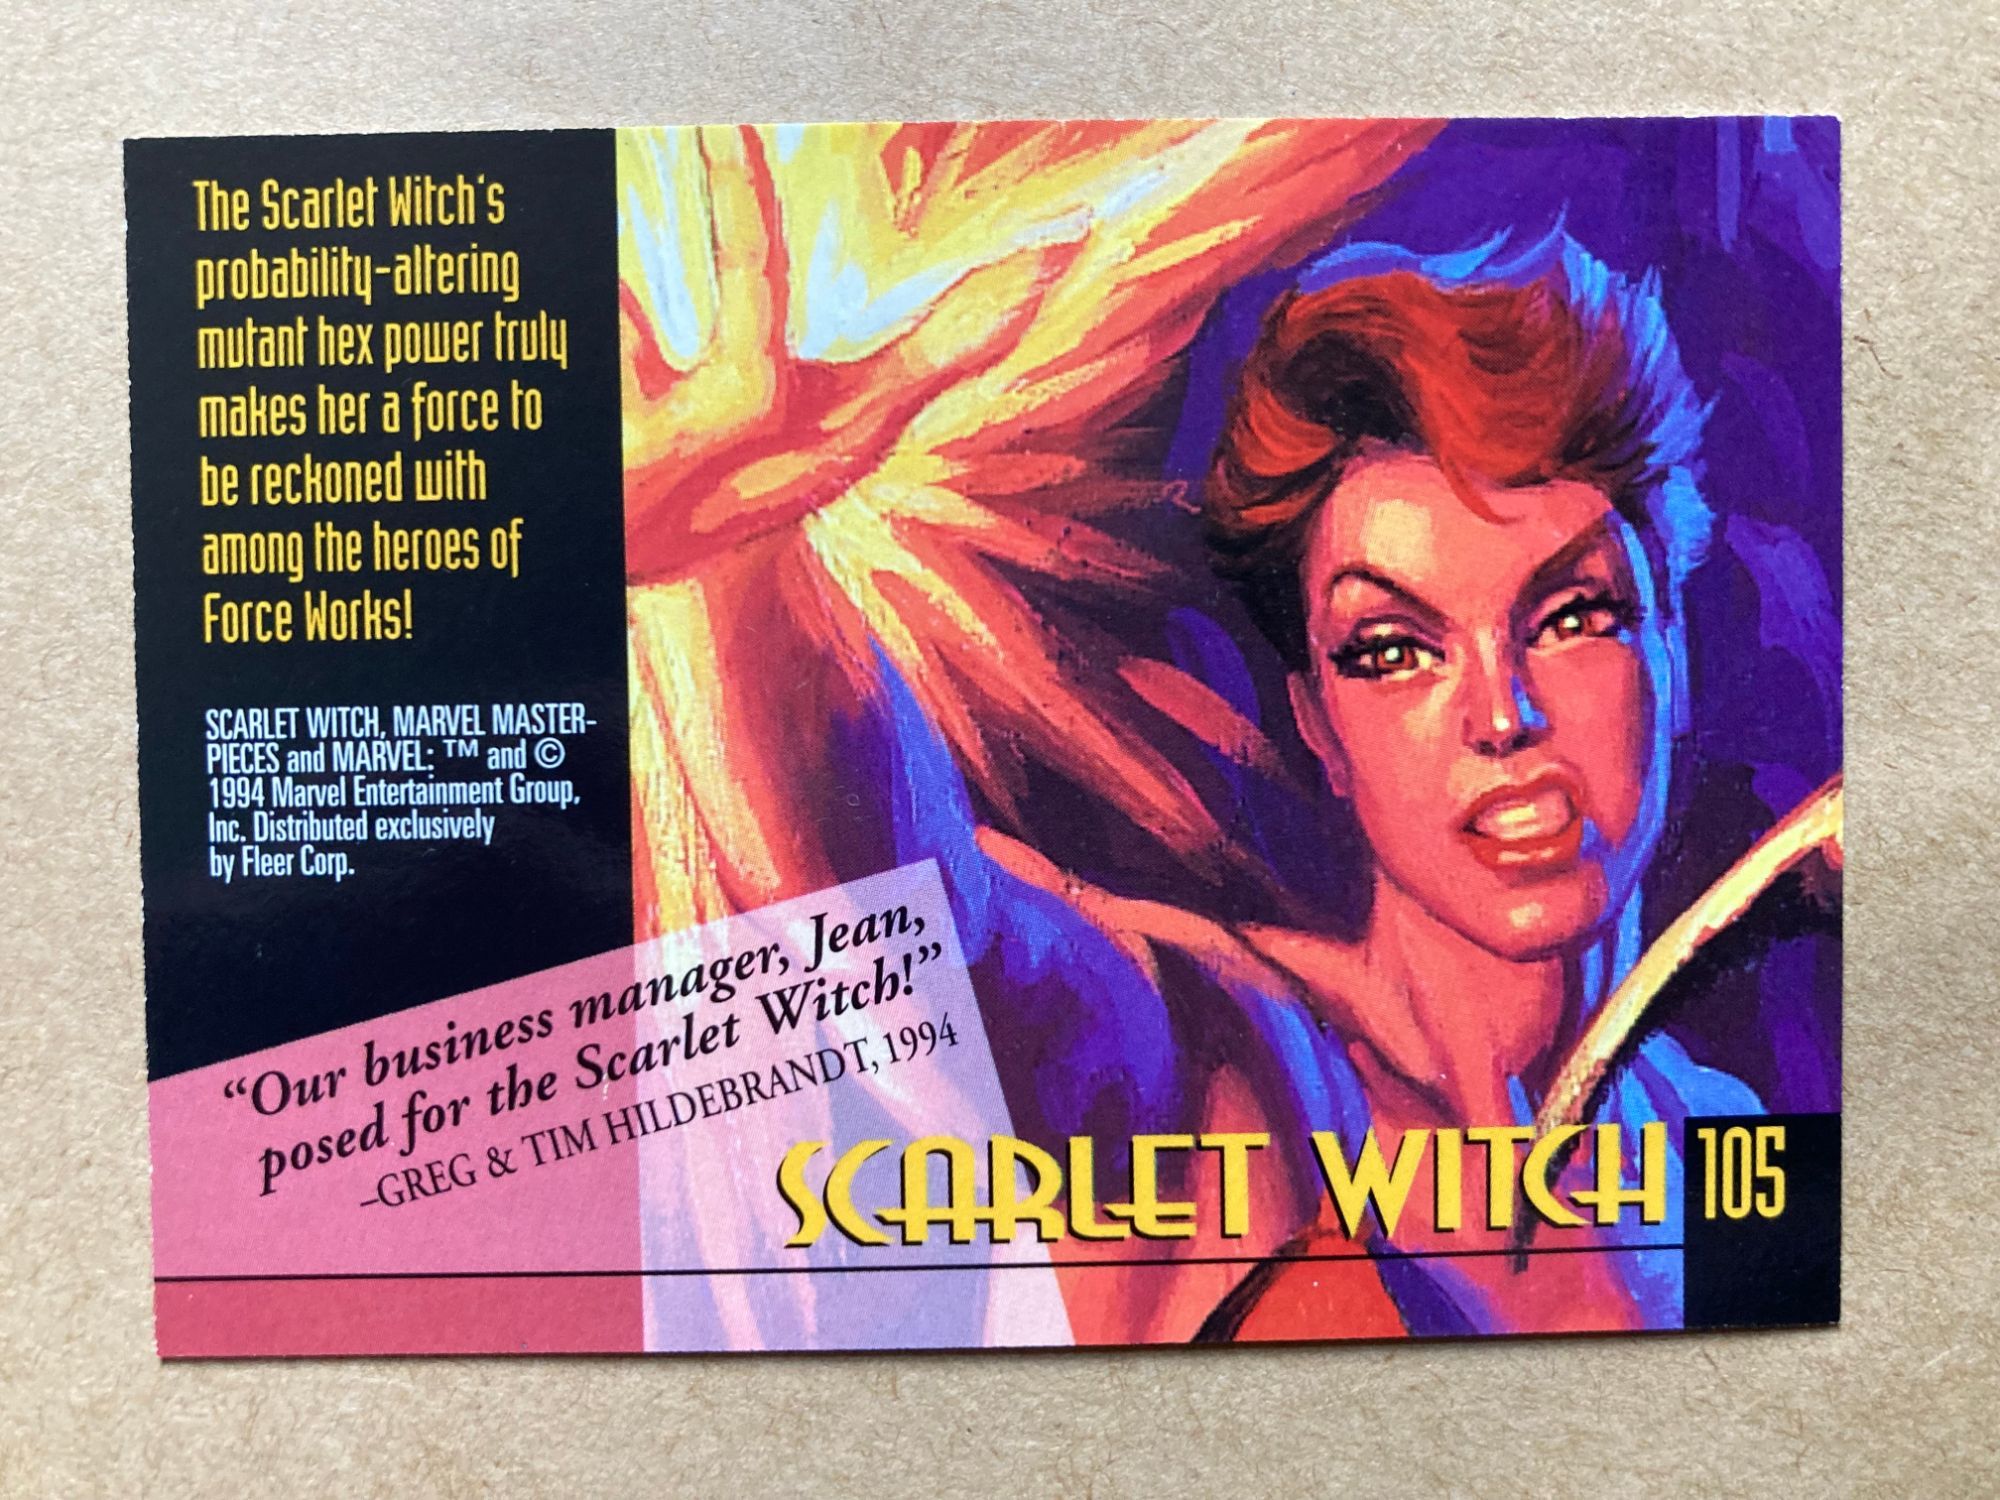 The Scarlet Witch's
probability-altering
mutant hex power truly
makes her a force to
be reckoned with
among the heroes of
Force Works!
SCARLET WITCH, MARVEL MASTER-
PIECES and MARVEL: ™ and ©
1994 Marvel Entertainment Group,
Inc. Distributed exclusively
by Fleer Corp.
“Our business manager, Jean,
posed for the Scarlet Witch!”
–GREG & TIM HILDEBRANDT, 1994
SCARLET WITCH 105